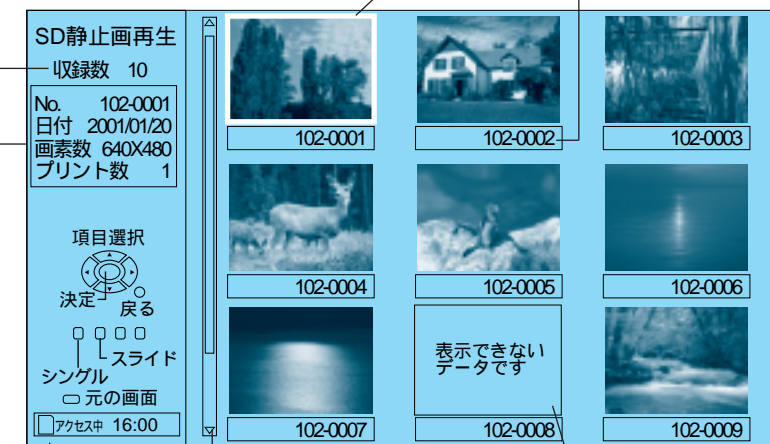 SD静止画再生
収録数 10
No. 102-0001
日付 2001/01/20
画素数 640X480
プリント数 1
項目選択
決定
戻る
スライド
シングル
元の画面
アクセス中 16:00
102-0001
102-0002
102-0003
102-0004
102-0005
102-0006
表示できない
データです
102-0007
102-0008
102-0009